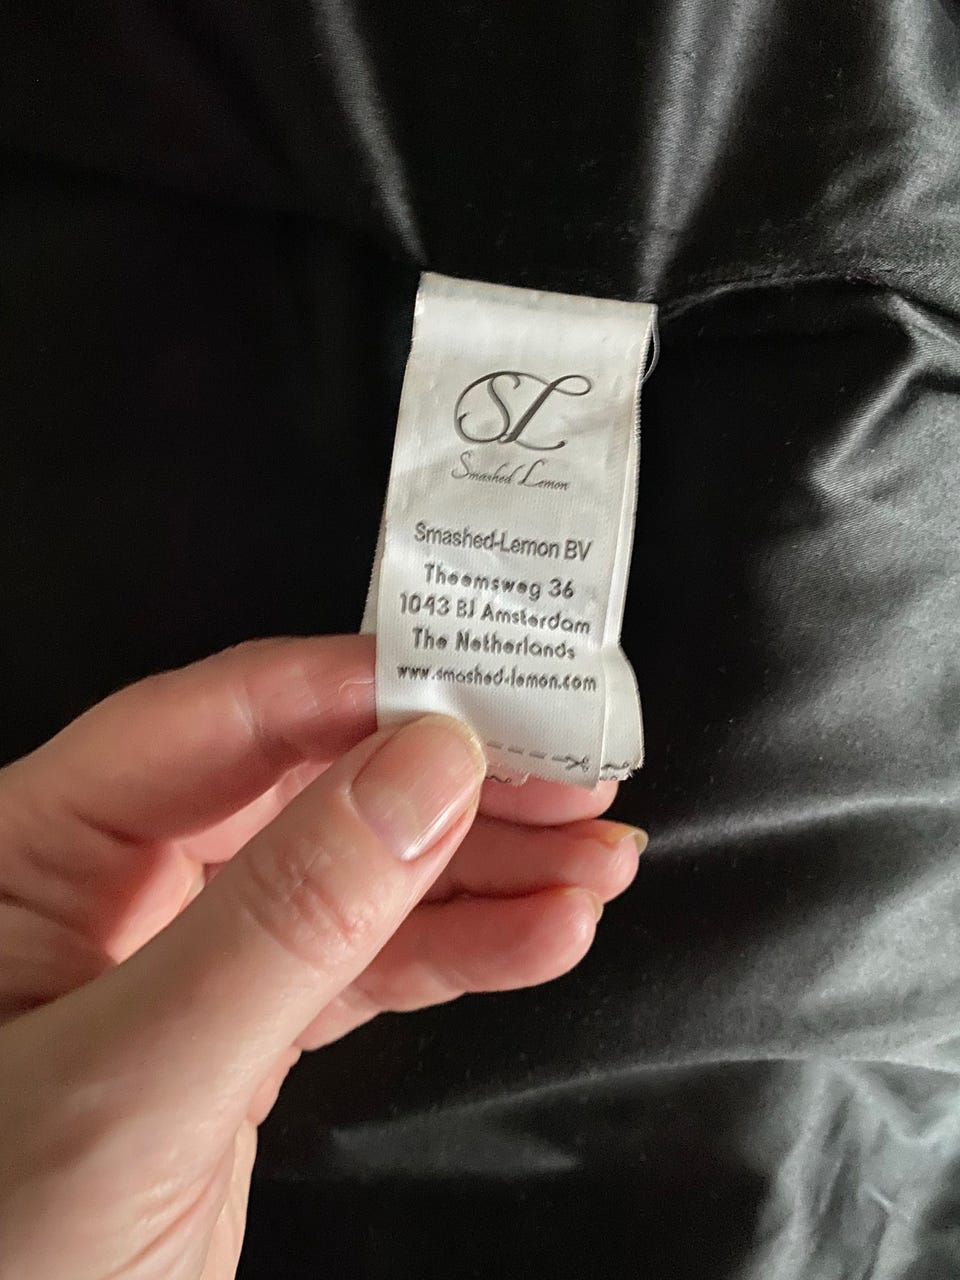 SL
Smashed Lemon
Smashed-Lemon BV
Theemsweg 36
1043 BJ Amsterdam
The Netherlands
www.smashed-lemon.com